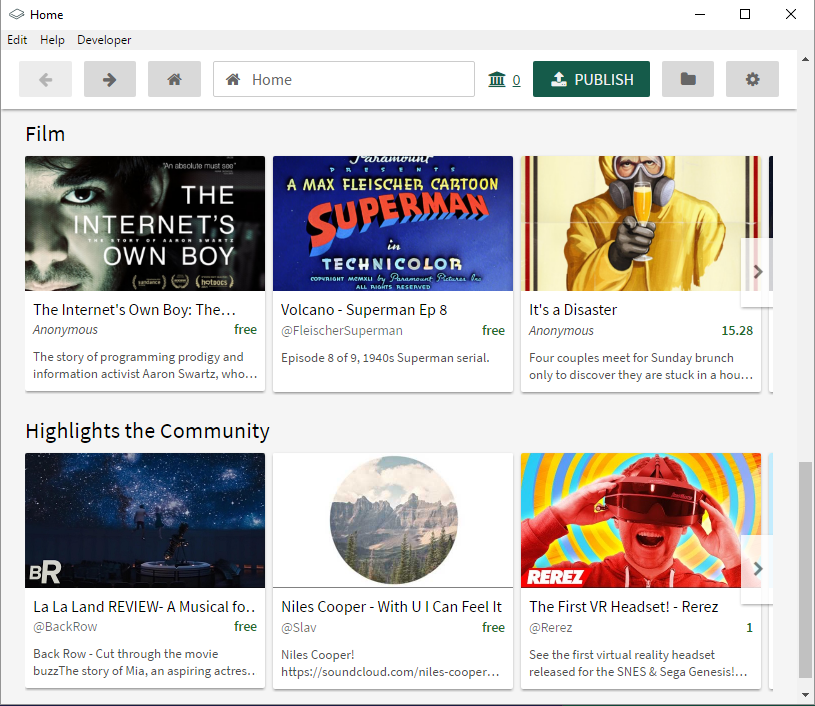 Home
Edit Help Developer
Home
0
PUBLISH
Film
"An absolute must see"
THE
INTERNET'S
THE STORY OF AARON SWARTZ
OWN BOY
sundance
hotdocs
The Internet's Own Boy: The…
Anonymous free
The story of programming prodigy and
information activist Aaron Swartz, who…
Paramount
PRESENTS
A MAX FLEISCHER CARTOON
SUPERMAN
in
TECHNICOLOR
COPYRIGHT MCMXLI by Paramount Pictures Inc
ALL RIGHTS RESERVED
Volcano - Superman Ep 8
@FleischerSuperman free
Episode 8 of 9, 1940s Superman serial.
It's a Disaster
Anonymous 15.28
Four couples meet for Sunday brunch
only to discover they are stuck in a hou…
Highlights the Community
BR
La La Land REVIEW- A Musical fo..
@BackRow free
Back Row - Cut through the movie
buzzThe story of Mia, an aspiring actres..
Niles Cooper - With U I Can Feel It
@Slav free
Niles Cooper!
https://soundcloud.com/niles-cooper…
REREZ
The First VR Headset! - Rerez
@Rerez 1
See the first virtual reality headset
released for the SNES & Sega Genesis!…